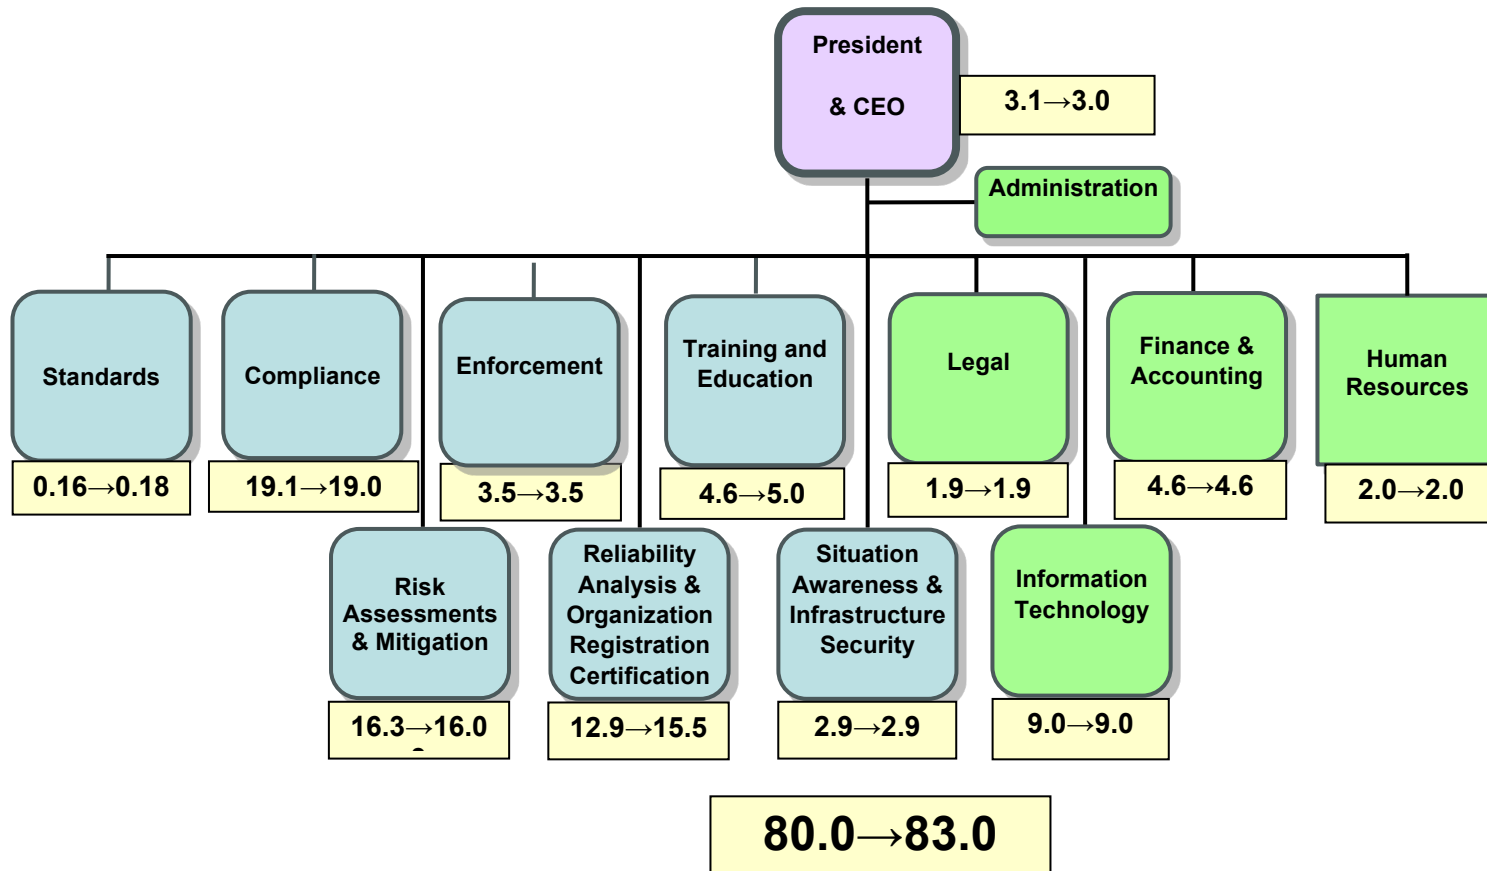 President
& CEO
3.1→3.0
Administration
Standards
0.16→0.18
Compliance
19.1→19.0
Enforcement
3.5→3.5
Training and
Education
4.6→5.0
Legal
1.9→1.9
Finance &
Accounting
4.6→4.6
Human
Resources
2.0→2.0
Risk
Assessments
& Mitigation
16.3→16.0
Reliability
Analysis &
Organization
Registration
Certification
12.9→15.5
Situation
Awareness &
Infrastructure
Security
2.9→2.9
Information
Technology
9.0→9.0
80.0→83.0